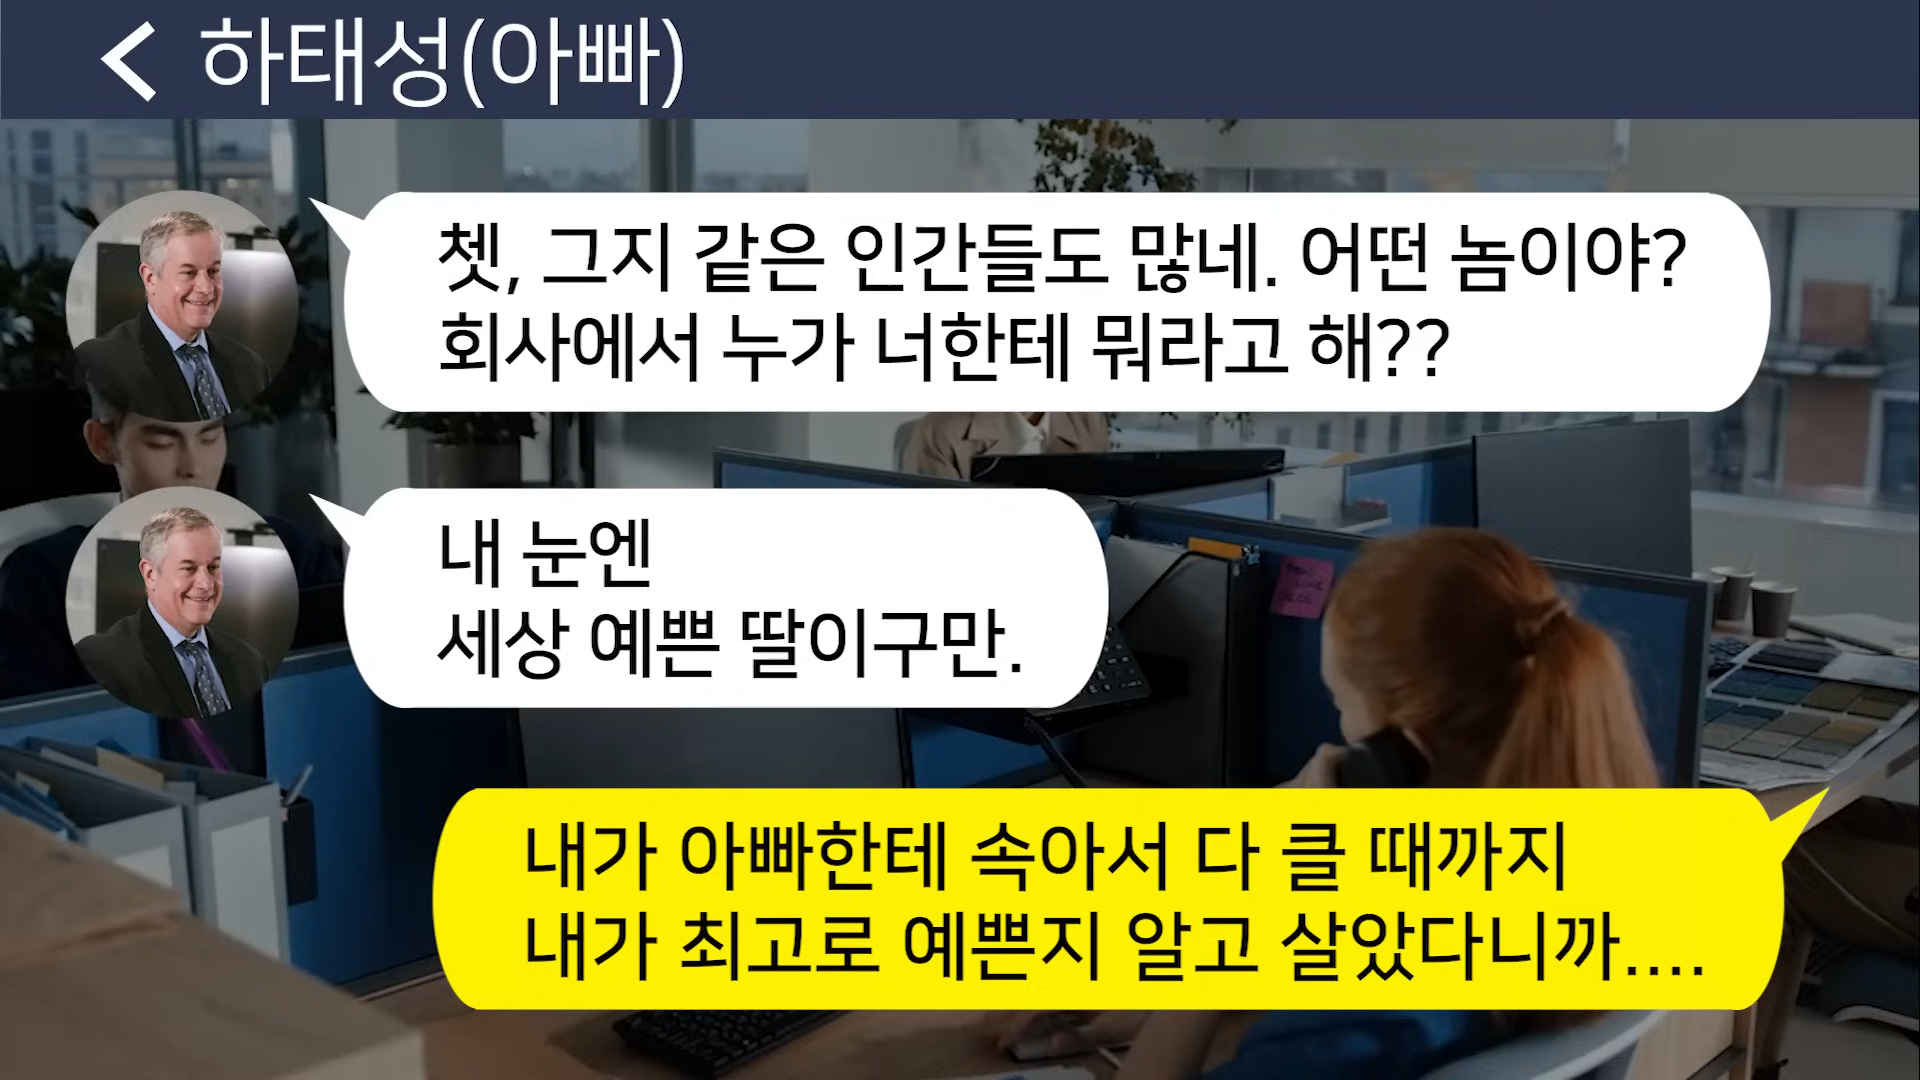 하태성(아빠)
쳇, 그지 같은 인간들도 많네. 어떤 놈이야?
회사에서 누가 너한테 뭐라고 해??
내 눈엔
세상 예쁜 딸이구만.
내가 아빠한테 속아서 다 클 때까지
내가 최고로 예쁜지 알고 살았다니까....